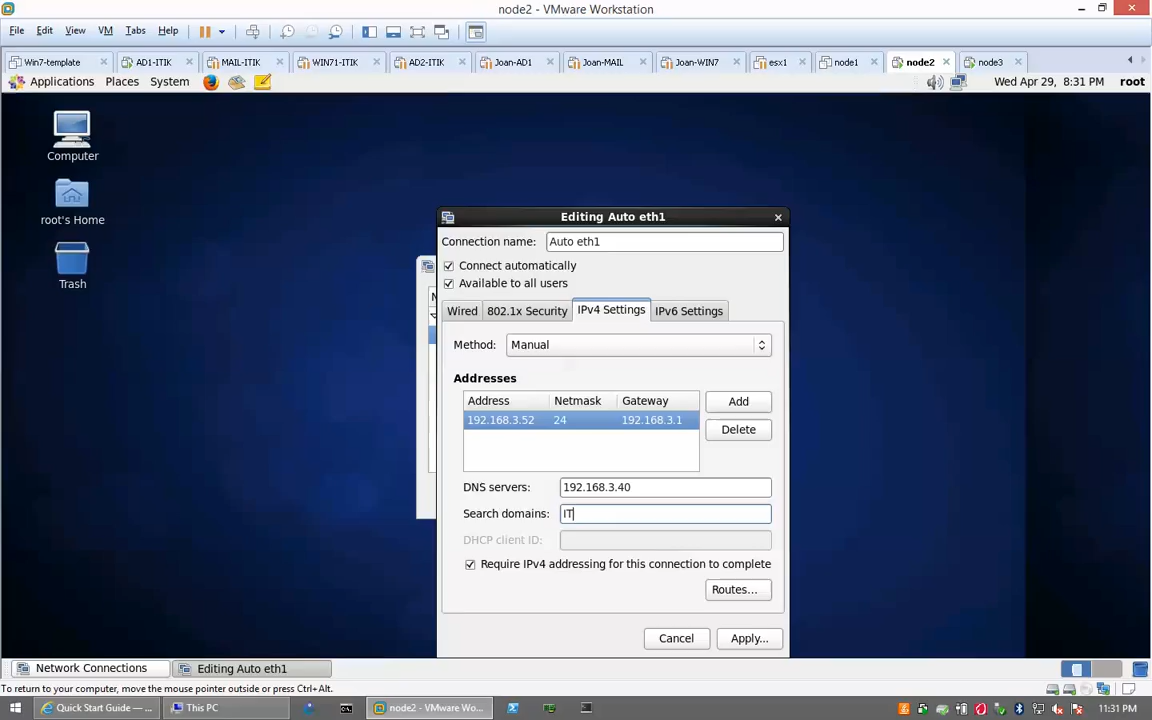 node2 - VMware Workstation
File Edit View VM Tabs Help
Win7-template AD1-ITIK MAIL-ITIK WIN71-ITIK AD2-ITIK Joan-AD1 Joan-MAIL Joan-WIN7 esx1 node1 node2 node3
Applications Places System Wed Apr 29, 8:31 PM root
Computer
root's Home
Trash
Editing Auto eth1
Connection name: Auto eth1
Connect automatically
Available to all users
Wired 802.1x Security IPv4 Settings IPv6 Settings
Method: Manual
Addresses
Address Netmask Gateway Add
192.168.3.52 24 192.168.3.1
Delete
DNS servers: 192.168.3.40
Search domains: IT
DHCP client ID:
Require IPv4 addressing for this connection to complete
Routes...
Cancel Apply...
Network Connections Editing Auto eth1
To return to your computer, move the mouse pointer outside or press Ctrl+Alt.
Quick Start Guide —... This PC node2 - VMware Wo... 11:31 PM